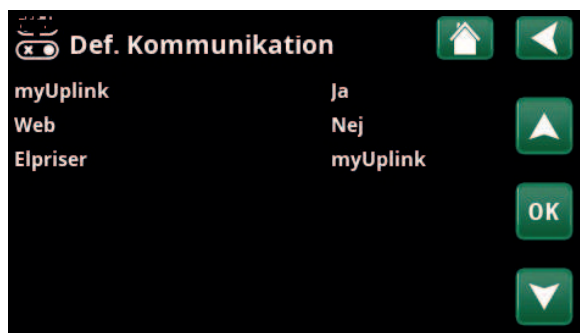 Def. Kommunikation
myUplink Ja
Web Nej
Elpriser myUplink
OK